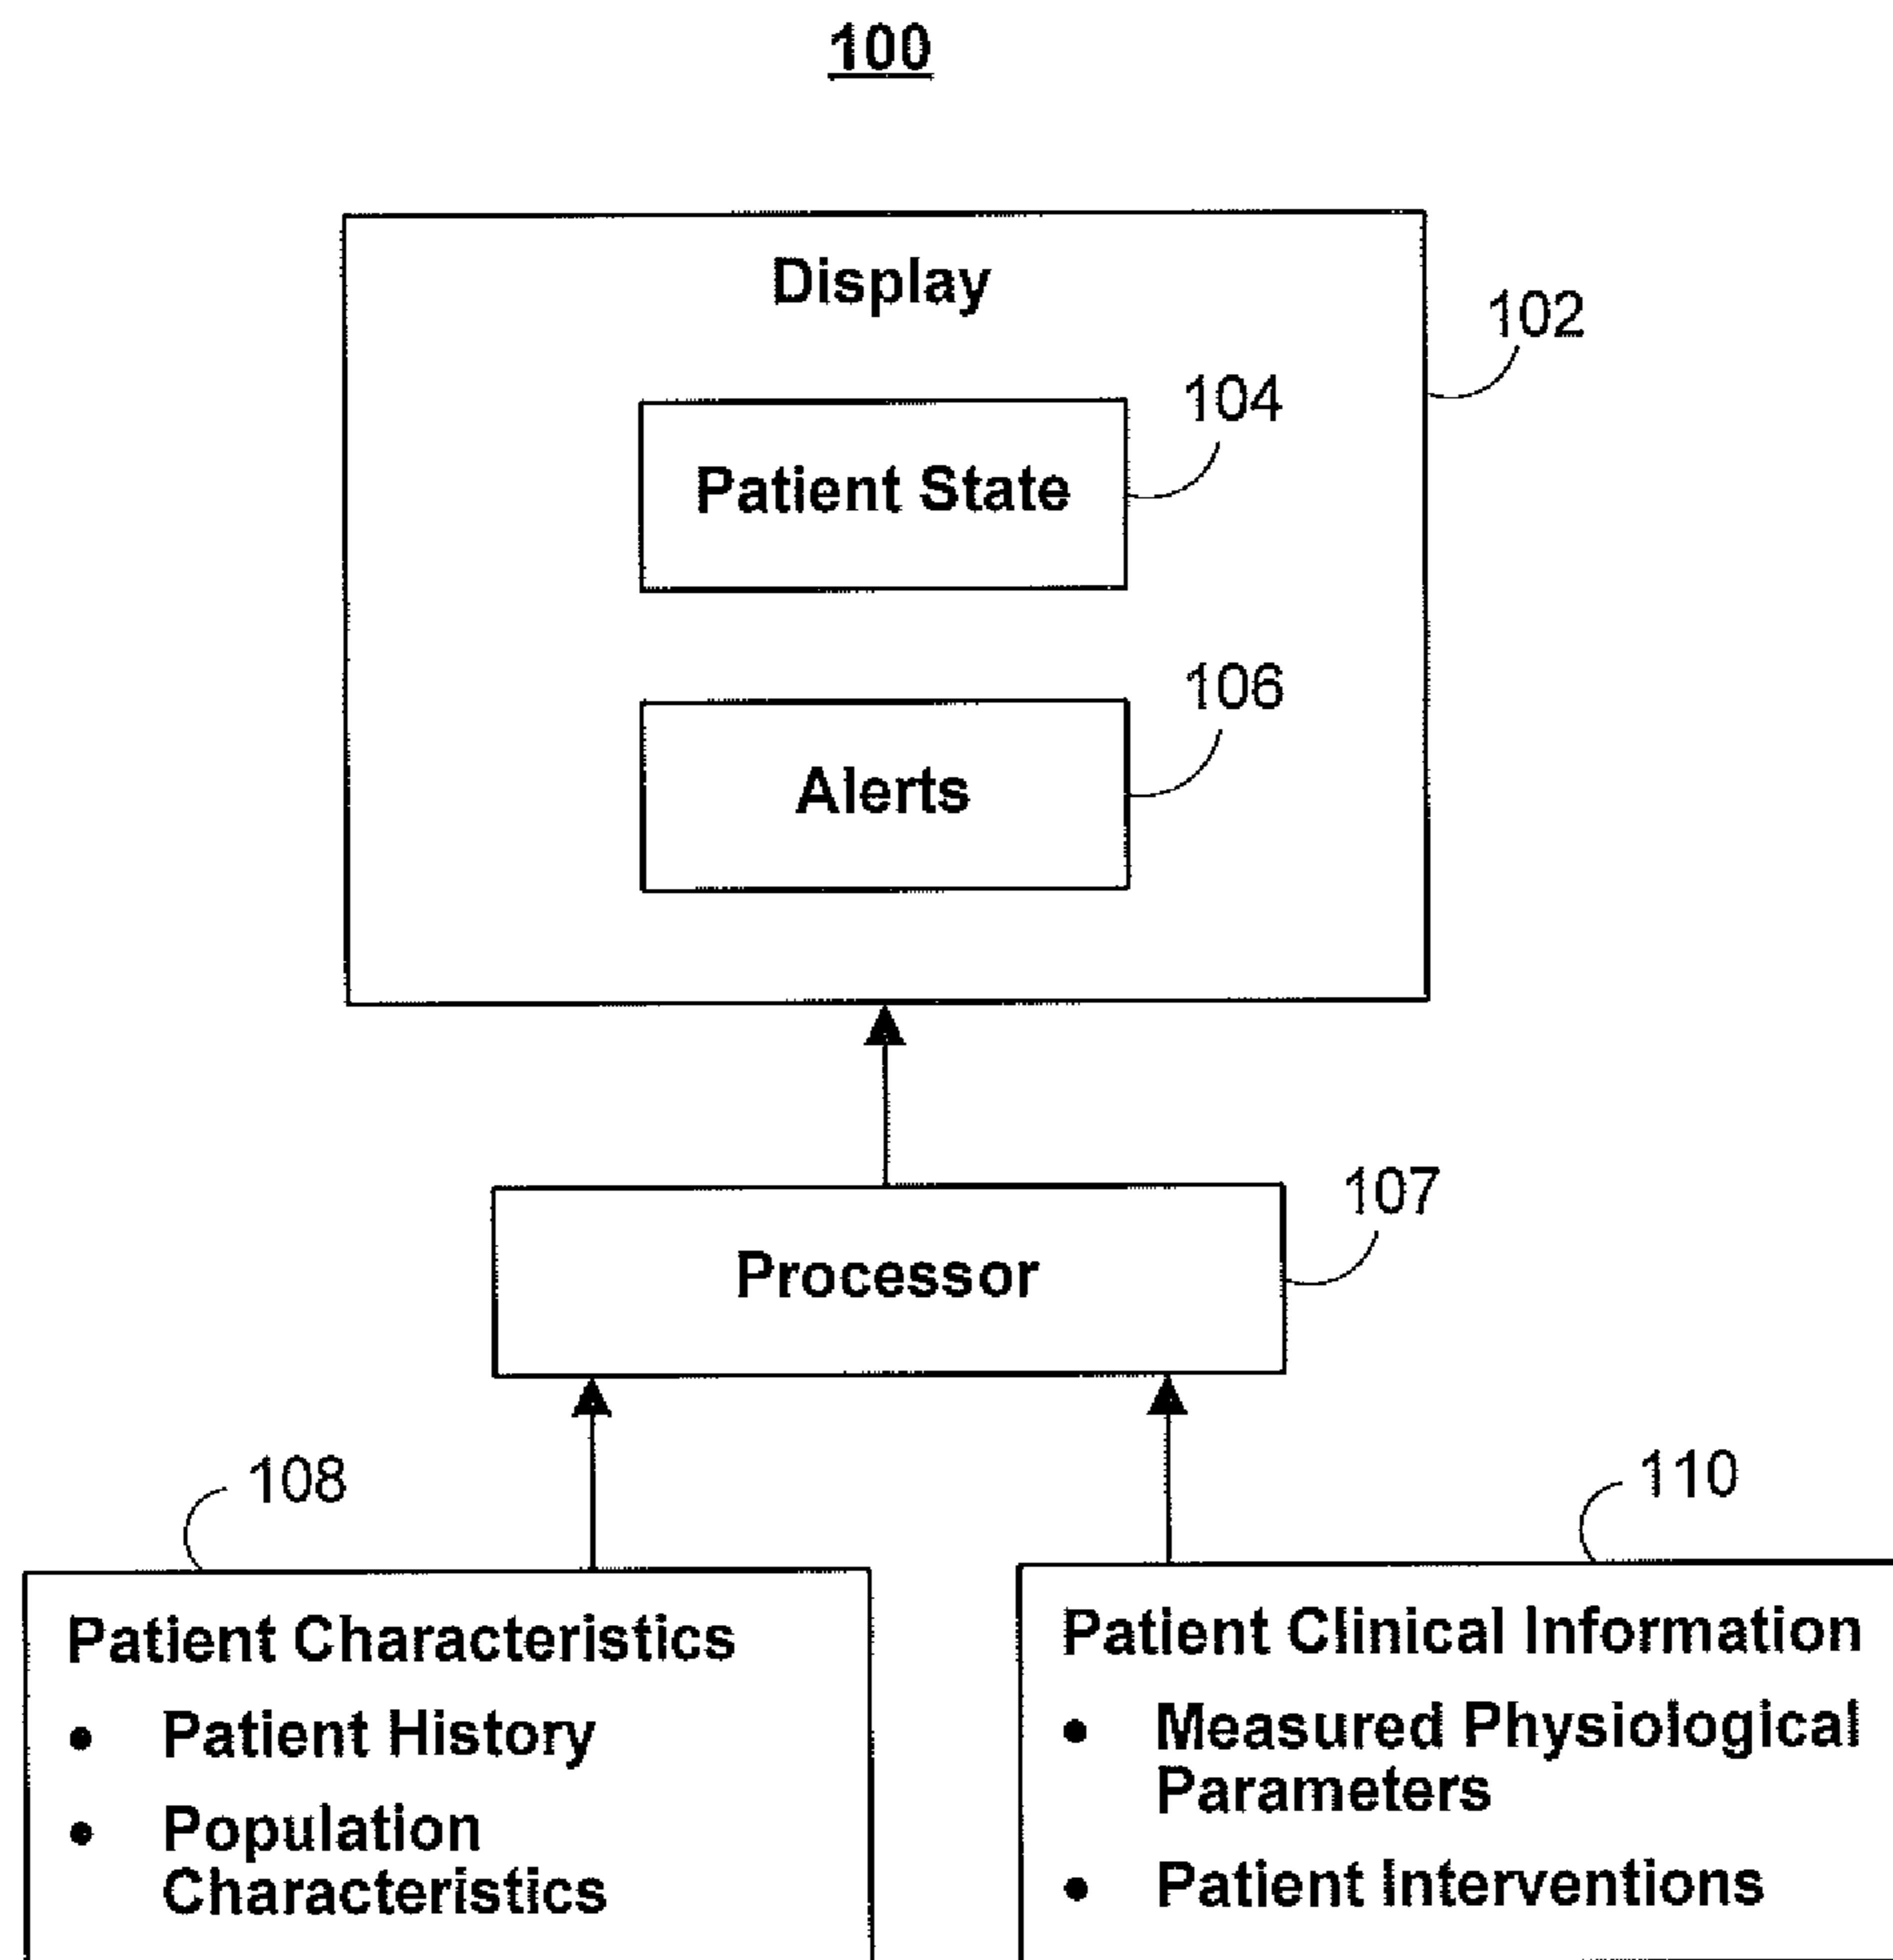 100
Display
102
104
Patient State
106
Alerts
107
Processor
108
110
Patient Characteristics
• Patient History
• Population
Characteristics
Patient Clinical Information
• Measured Physiological
Parameters
• Patient Interventions